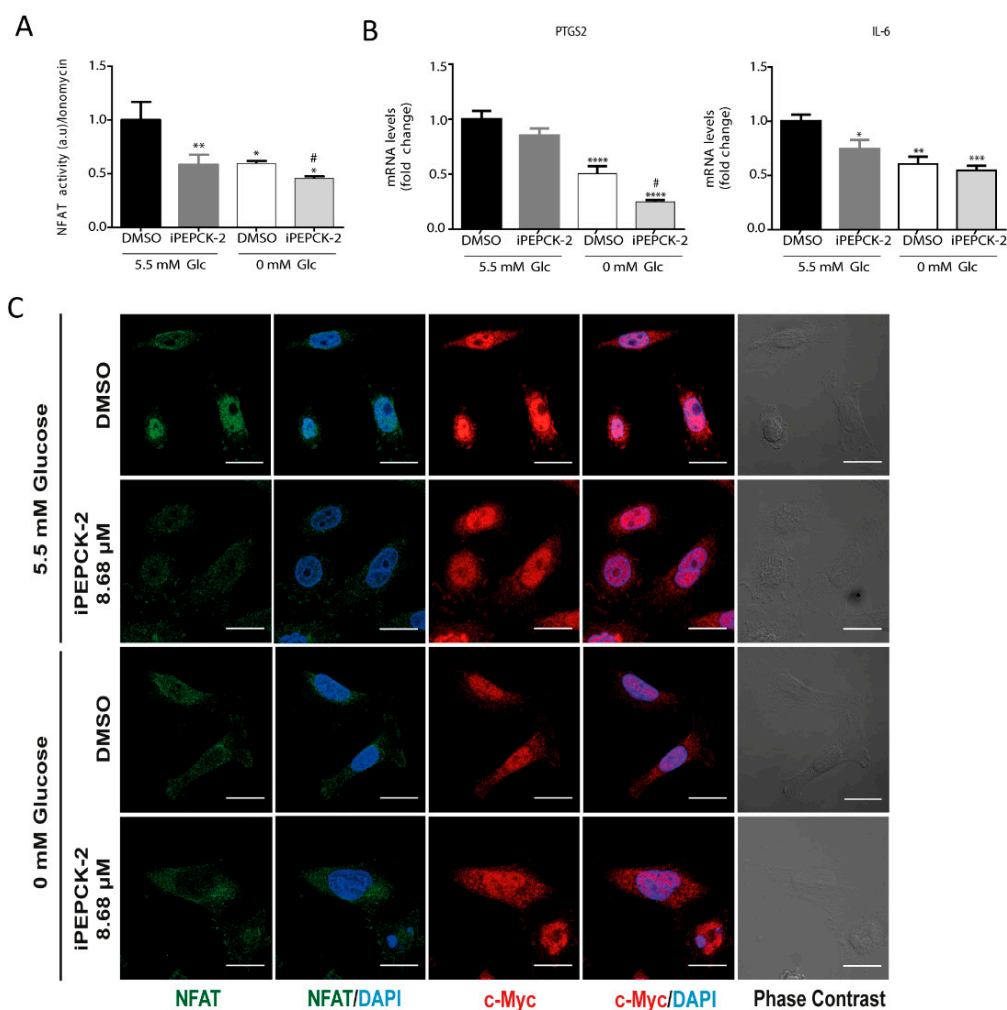 A
NFAT activity (a.u)/Ionomycin
1.5
1.0
0.5
0.0
**
*
#
*
DMSO
iPEPCK-2
DMSO
iPEPCK-2
5.5 mM Glc
0 mM Glc
B
PTGS2
mRNA levels
(fold change)
1.5
1.0
0.5
0.0
****
#
****
DMSO
iPEPCK-2
DMSO
iPEPCK-2
5.5 mM Glc
0 mM Glc
IL-6
mRNA levels
(fold change)
1.5
1.0
0.5
0.0
*
**
***
DMSO
iPEPCK-2
DMSO
iPEPCK-2
5.5 mM Glc
0 mM Glc
C
5.5 mM Glucose
DMSO
iPEPCK-2
8.68 μM
0 mM Glucose
DMSO
iPEPCK-2
8.68 μM
NFAT
NFAT/DAPI
c-Myc
c-Myc/DAPI
Phase Contrast